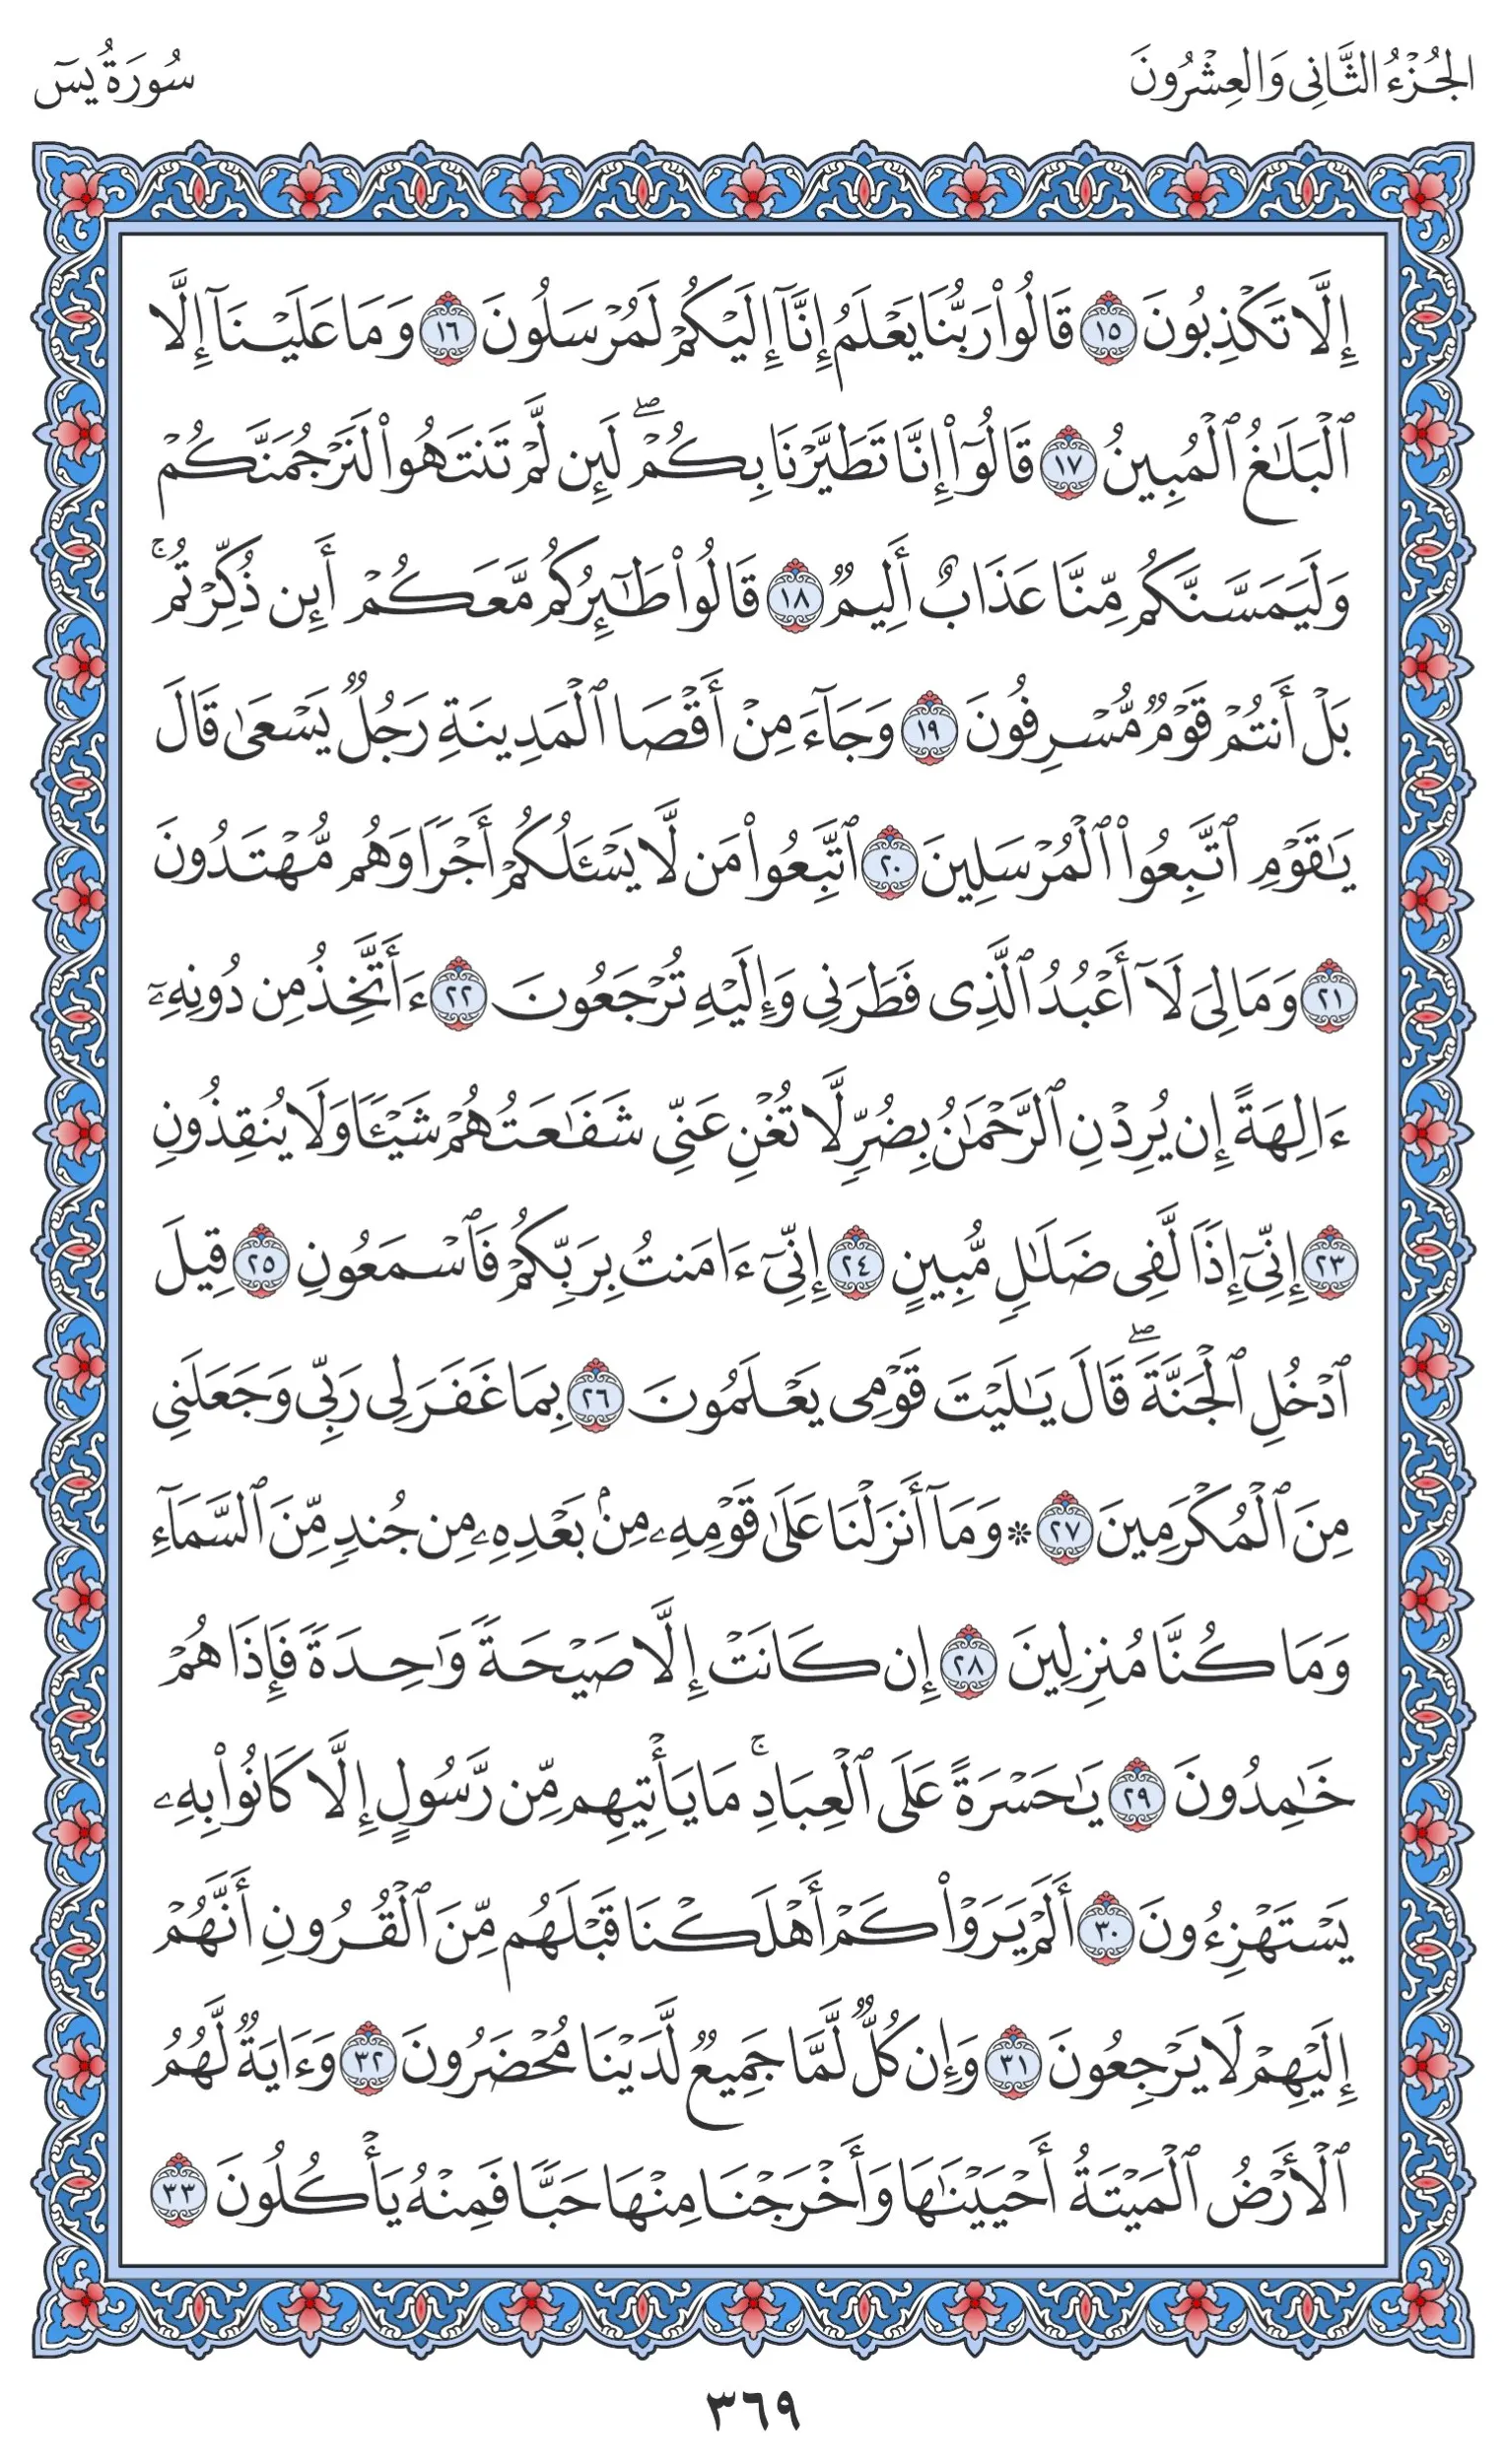 الجُزْءُ الثَّانِي وَالعِشْرُونَ
سُورَةُ يسٓ
إِلَّا تَكْذِبُونَ ١٥ قَالُواْ رَبُّنَا يَعْلَمُ إِنَّآ إِلَيْكُمْ لَمُرْسَلُونَ ١٦ وَمَا عَلَيْنَآ إِلَّا
ٱلْبَلَٰغُ ٱلْمُبِينُ ١٧ قَالُوٓاْ إِنَّا تَطَيَّرْنَا بِكُمْۖ لَئِن لَّمْ تَنتَهُواْ لَنَرْجُمَنَّكُمْ
وَلَيَمَسَّنَّكُم مِّنَّا عَذَابٌ أَلِيمٞ ١٨ قَالُواْ طَٰٓئِرُكُم مَّعَكُمْ أَئِن ذُكِّرْتُمۚ
بَلْ أَنتُمْ قَوْمٞ مُّسْرِفُونَ ١٩ وَجَآءَ مِنْ أَقْصَا ٱلْمَدِينَةِ رَجُلٞ يَسْعَىٰ قَالَ
يَٰقَوْمِ ٱتَّبِعُواْ ٱلْمُرْسَلِينَ ٢٠ ٱتَّبِعُواْ مَن لَّا يَسْـَٔلُكُمْ أَجْرٗا وَهُم مُّهْتَدُونَ
٢١ وَمَا لِيَ لَآ أَعْبُدُ ٱلَّذِي فَطَرَنِي وَإِلَيْهِ تُرْجَعُونَ ٢٢ ءَأَتَّخِذُ مِن دُونِهِۦٓ
ءَالِهَةً إِن يُرِدْنِ ٱلرَّحْمَٰنُ بِضُرّٖ لَّا تُغْنِ عَنِّي شَفَٰعَتُهُمْ شَيْـٔٗا وَلَا يُنقِذُونِ
٢٣ إِنِّيٓ إِذٗا لَّفِي ضَلَٰلٖ مُّبِينٍ ٢٤ إِنِّيٓ ءَامَنتُ بِرَبِّكُمْ فَٱسْمَعُونِ ٢٥ قِيلَ
ٱدْخُلِ ٱلْجَنَّةَۖ قَالَ يَٰلَيْتَ قَوْمِي يَعْلَمُونَ ٢٦ بِمَا غَفَرَ لِي رَبِّي وَجَعَلَنِي
مِنَ ٱلْمُكْرَمِينَ ٢٧ ۞ وَمَآ أَنزَلْنَا عَلَىٰ قَوْمِهِۦ مِنۢ بَعْدِهِۦ مِن جُندٖ مِّنَ ٱلسَّمَآءِ
وَمَا كُنَّا مُنزِلِينَ ٢٨ إِن كَانَتْ إِلَّا صَيْحَةٗ وَٰحِدَةٗ فَإِذَا هُمْ
خَٰمِدُونَ ٢٩ يَٰحَسْرَةً عَلَى ٱلْعِبَادِۚ مَا يَأْتِيهِم مِّن رَّسُولٍ إِلَّا كَانُواْ بِهِۦ
يَسْتَهْزِءُونَ ٣٠ أَلَمْ يَرَوْاْ كَمْ أَهْلَكْنَا قَبْلَهُم مِّنَ ٱلْقُرُونِ أَنَّهُمْ
إِلَيْهِمْ لَا يَرْجِعُونَ ٣١ وَإِن كُلّٞ لَّمَّا جَمِيعٞ لَّدَيْنَا مُحْضَرُونَ ٣٢ وَءَايَةٞ لَّهُمُ
ٱلْأَرْضُ ٱلْمَيْتَةُ أَحْيَيْنَٰهَا وَأَخْرَجْنَا مِنْهَا حَبّٗا فَمِنْهُ يَأْكُلُونَ ٣٣
٣٦٩